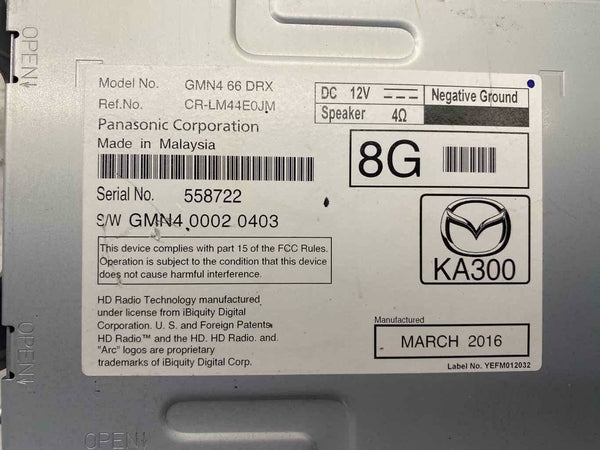 OPEN
Model No. GMN4 66 DRX
Ref.No. CR-LM44E0JM
Panasonic Corporation
Made in Malaysia
DC 12V Negative Ground
Speaker 4Ω
8G
Serial No. 558722
S/W GMN4 0002 0403
KA300
This device complies with part 15 of the FCC Rules.
Operation is subject to the condition that this device
does not cause harmful interference.
HD Radio Technology manufactured
under license from iBiquity Digital
Corporation. U. S. and Foreign Patents.
HD Radio™ and the HD. HD Radio. and
"Arc" logos are proprietary
trademarks of iBiquity Digital Corp.
Manufactured
MARCH 2016
Label No. YEFM012032
OPEN
OPEN